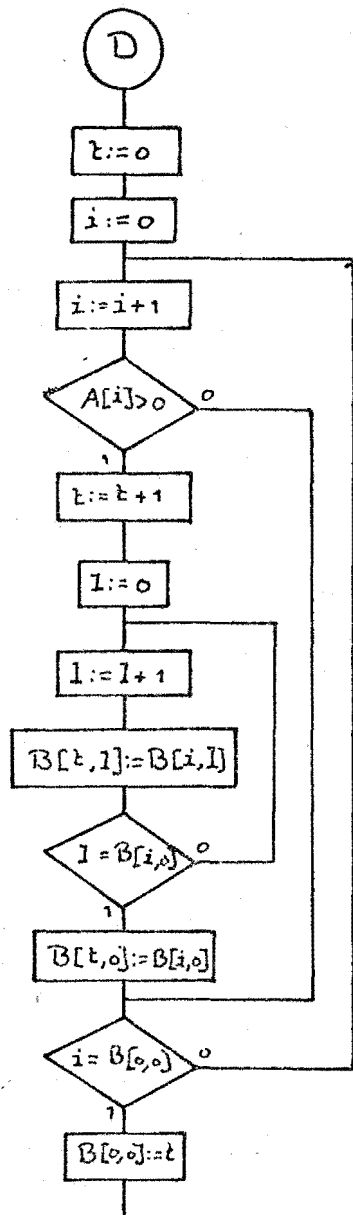 D
t:=0
i:=0
i:=i+1
A[i]>0
0
1
t:=t+1
I:=0
I:=I+1
B[t,I]:=B[i,I]
I=B[i,0]
0
1
B[t,0]:=B[i,0]
i=B[0,0]
0
1
B[0,0]:=t